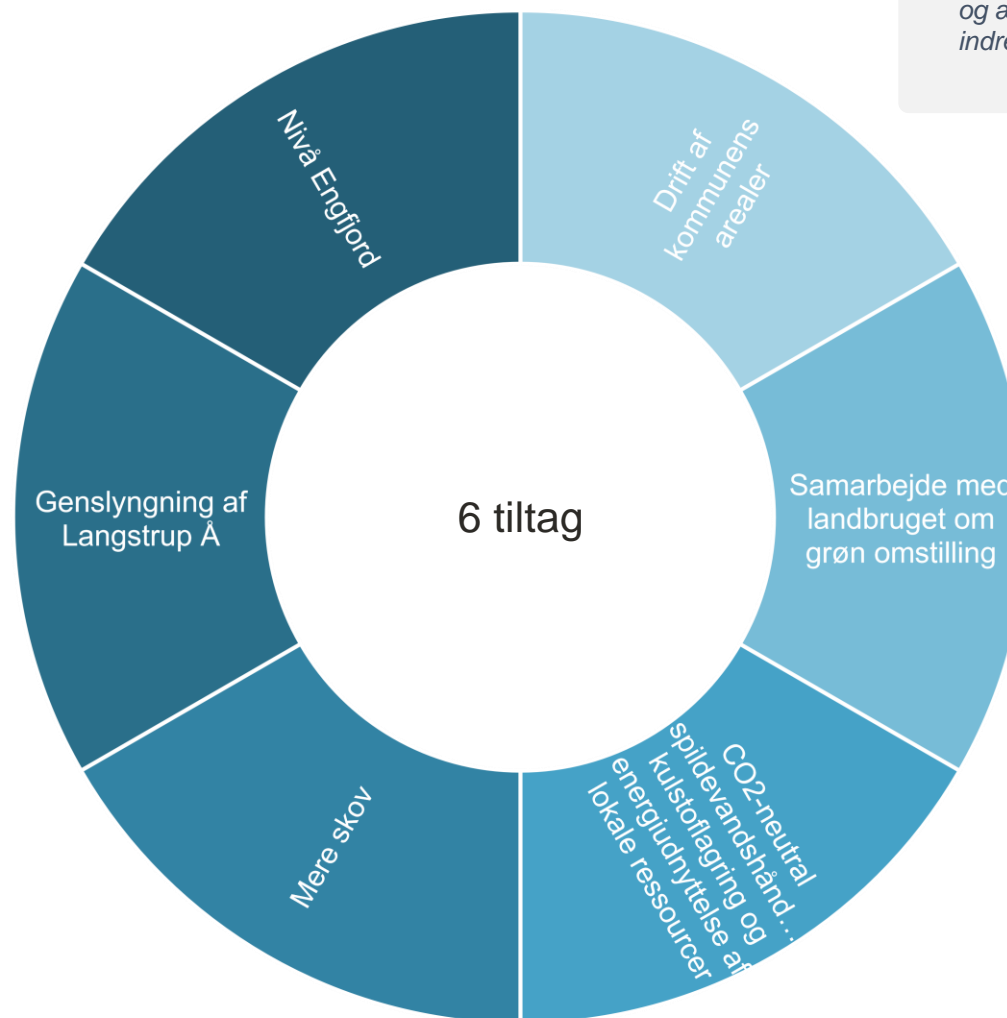 og a
indre
Nivå Engfjord
Drift af
kommunens
arealer
Genslyngning af
Langstrup Å
6 tiltag
Samarbejde med
landbruget om
grøn omstilling
Mere skov
CO2-neutral
spildevandshånd…
kulstoflagring og
energiudnyttelse af
lokale ressourcer